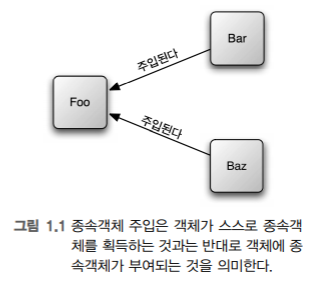 Bar
주입된다
Foo
주입된다
Baz
그림 1.1 종속객체 주입은 객체가 스스로 종속객
체를 획득하는 것과는 반대로 객체에 종
속객체가 부여되는 것을 의미한다.